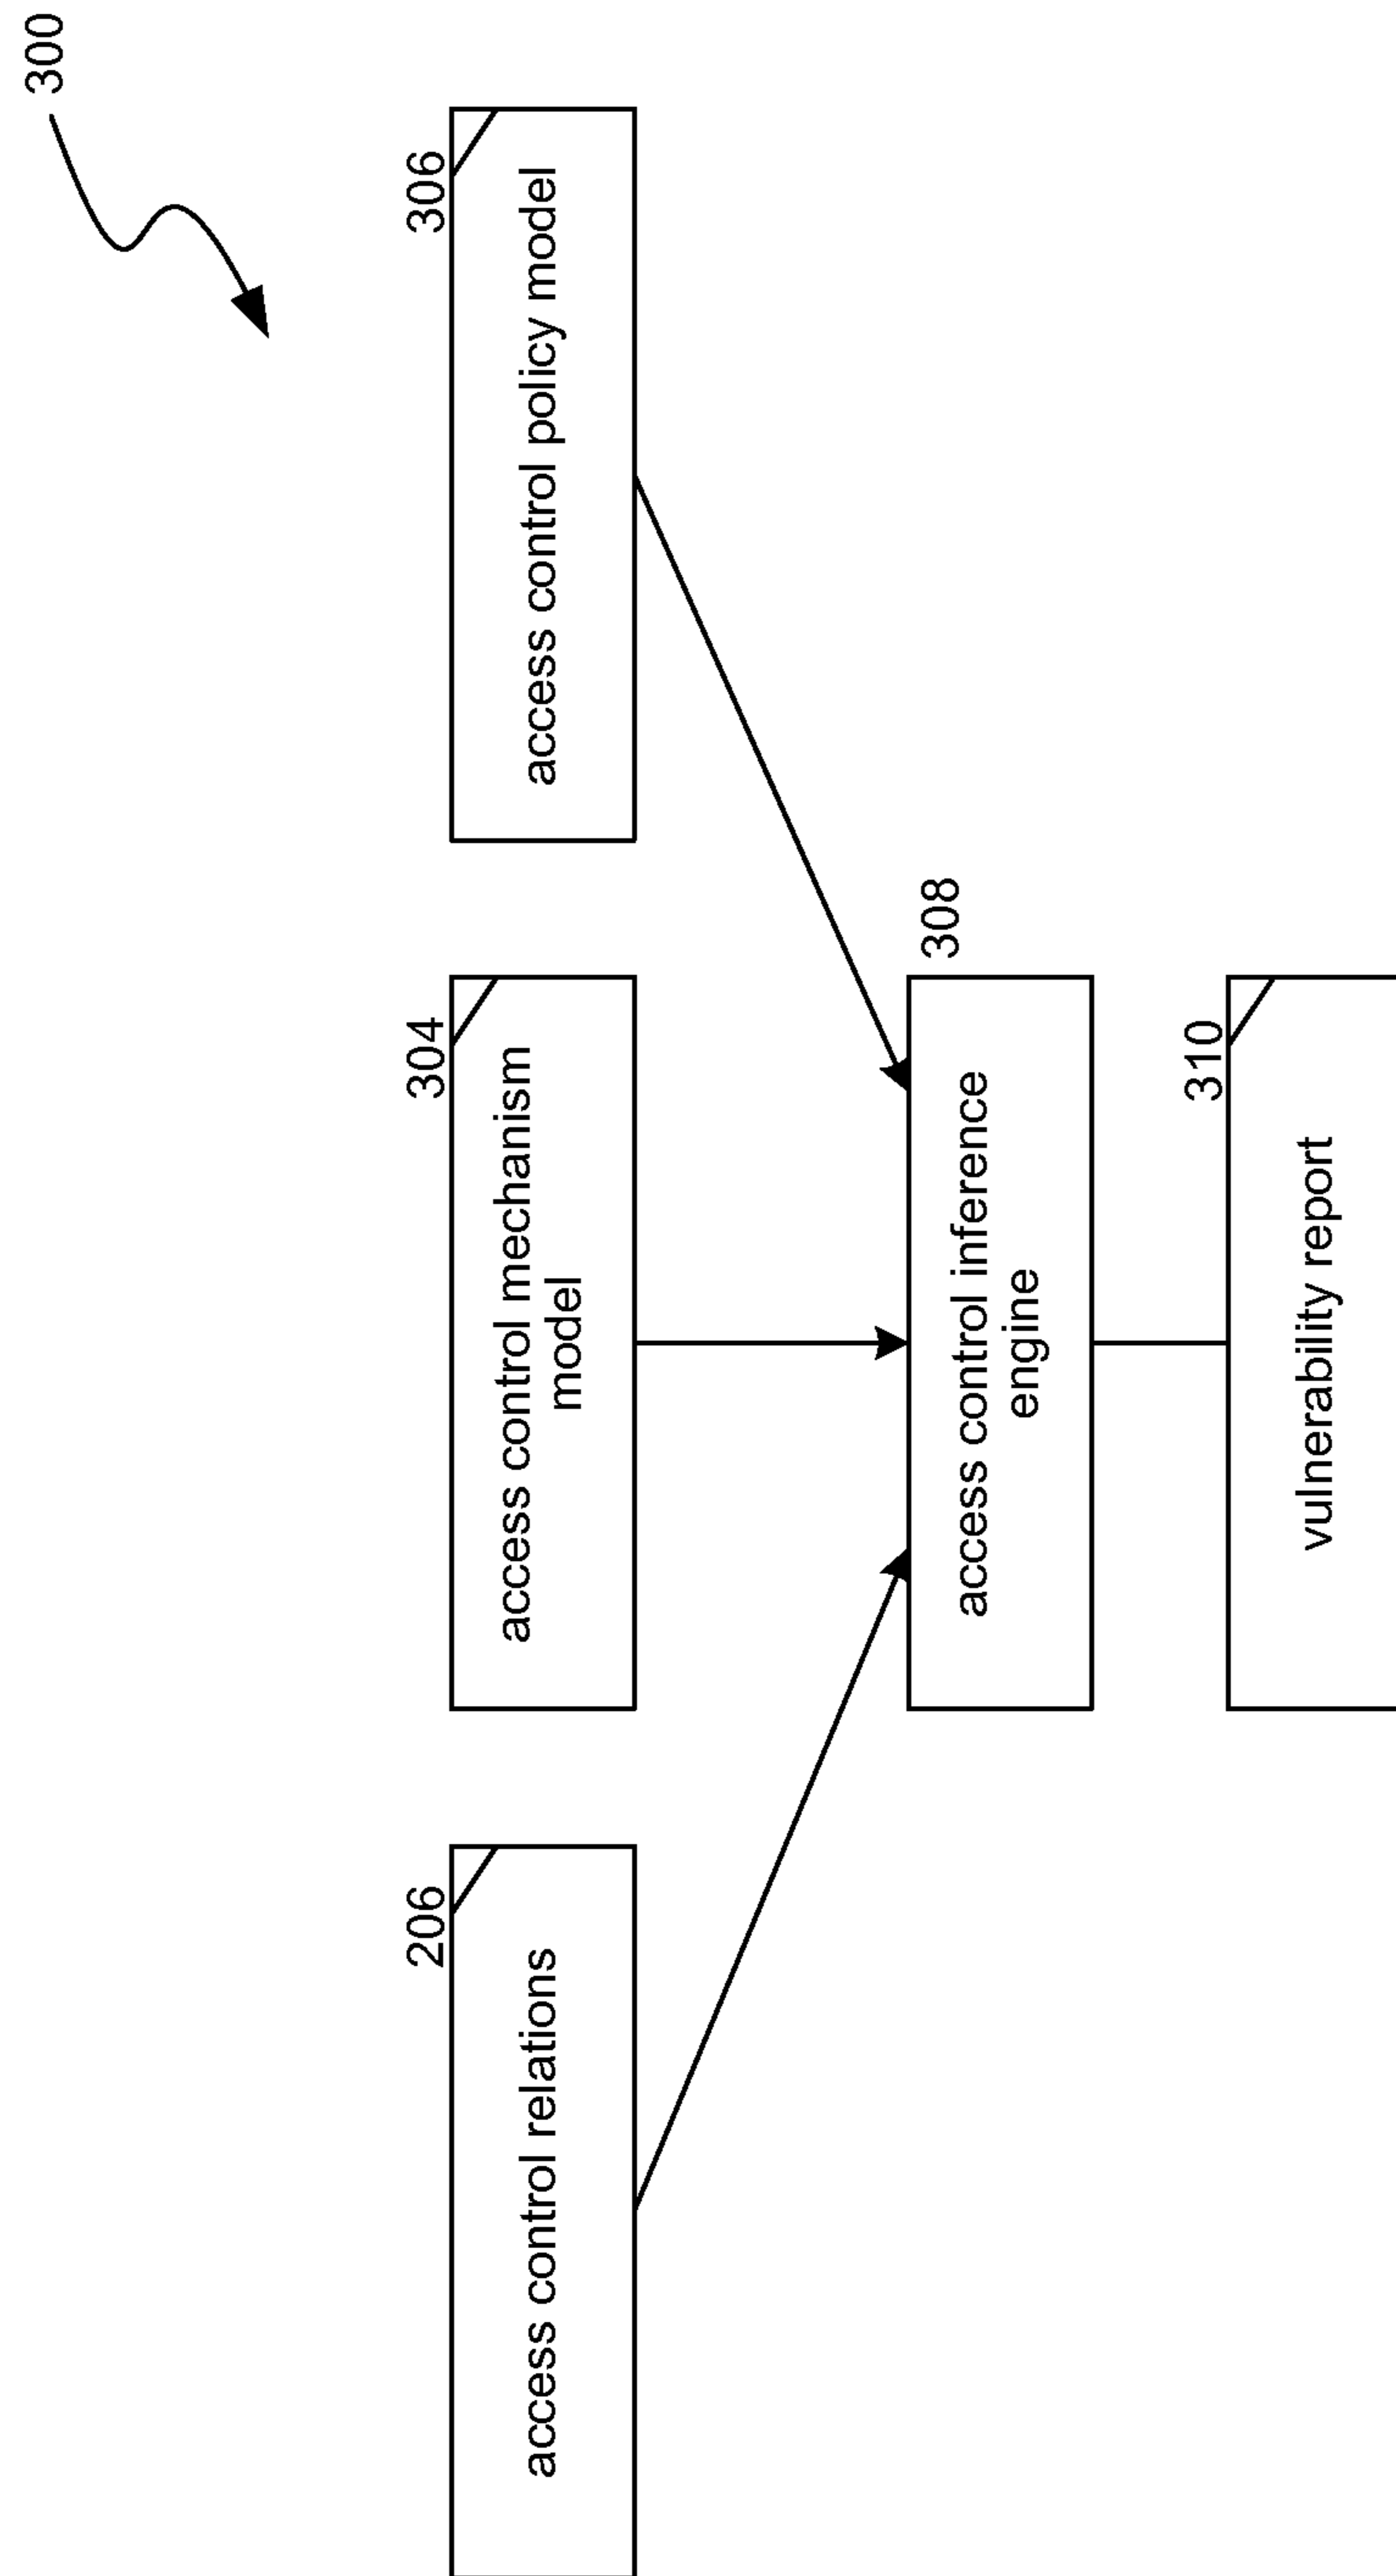 300
206
access control relations
304
access control mechanism
model
306
access control policy model
308
access control inference
engine
310
vulnerability report